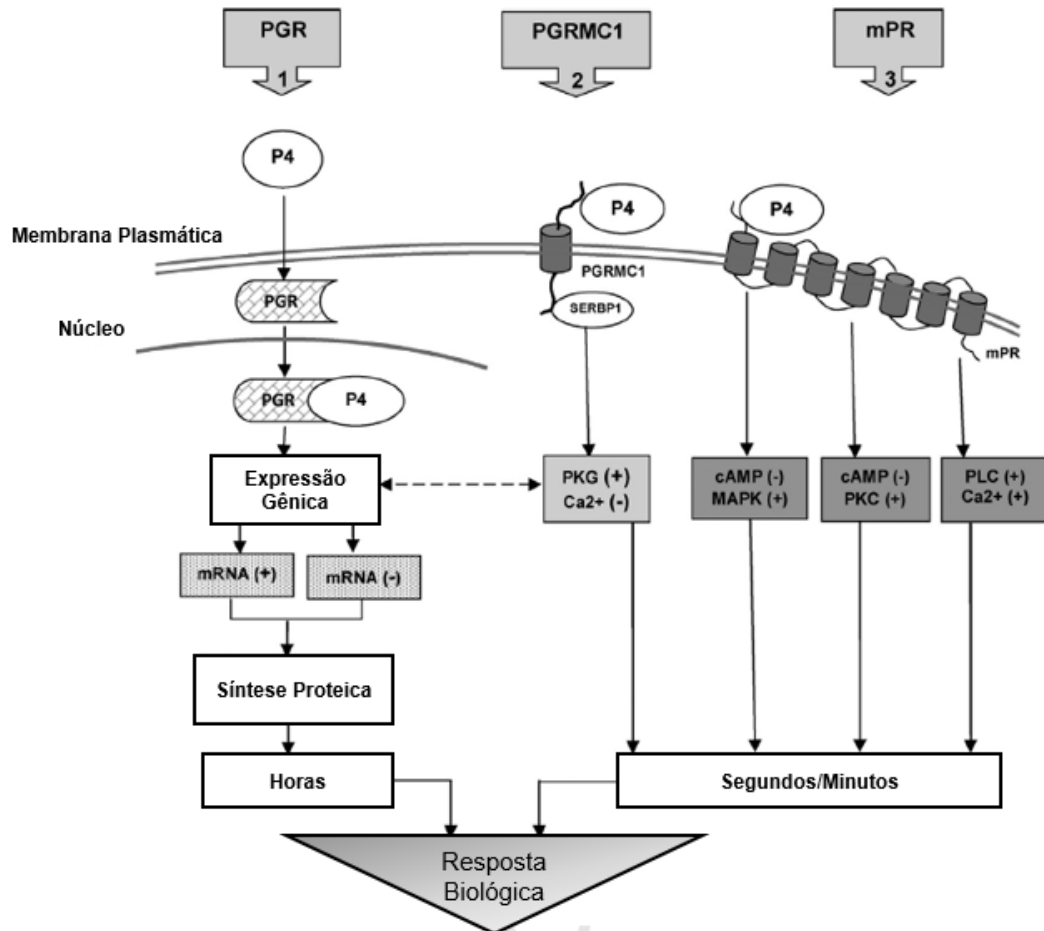 PGR
1
PGRMC1
2
mPR
3
P4
P4
P4
Membrana Plasmática
PGRMC1
PGR
SERBP1
Núcleo
mPR
PGR
P4
Expressão
Gênica
PKG (+)
Ca2+ (-)
cAMP (-)
MAPK (+)
cAMP (-)
PKC (+)
PLC (+)
Ca2+ (+)
mRNA (+)
mRNA (-)
Síntese Proteica
Horas
Segundos/Minutos
Resposta
Biológica